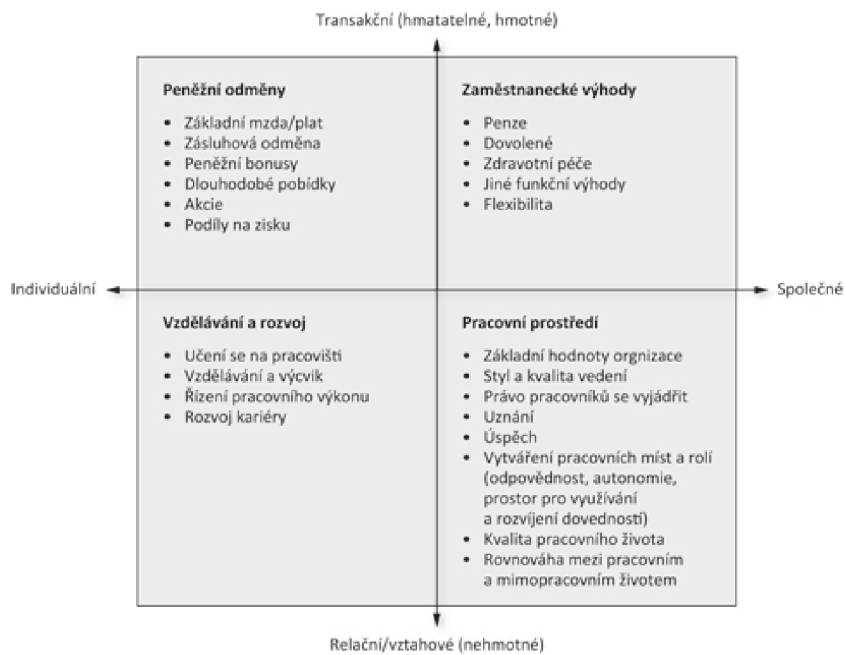 Transakční (hmatatelné, hmotné)
Peněžní odměny
• Základní mzda/plat
• Zásluhová odměna
• Peněžní bonusy
• Dlouhodobé pobídky
• Akcie
• Podíly na zisku
Zaměstnanecké výhody
• Penze
• Dovolené
• Zdravotní péče
• Jiné funkční výhody
• Flexibilita
Individuální
Společné
Vzdělávání a rozvoj
• Učení se na pracovišti
• Vzdělávání a výcvik
• Řízení pracovního výkonu
• Rozvoj kariéry
Pracovní prostředí
• Základní hodnoty orgnizace
• Styl a kvalita vedení
• Právo pracovníků se vyjádřit
• Uznání
• Úspěch
• Vytváření pracovních míst a rolí
(odpovědnost, autonomie,
prostor pro využívání
a rozvíjení dovedností)
• Kvalita pracovního života
• Rovnováha mezi pracovním
a mimopracovním životem
Relační/vztahové (nehmotné)